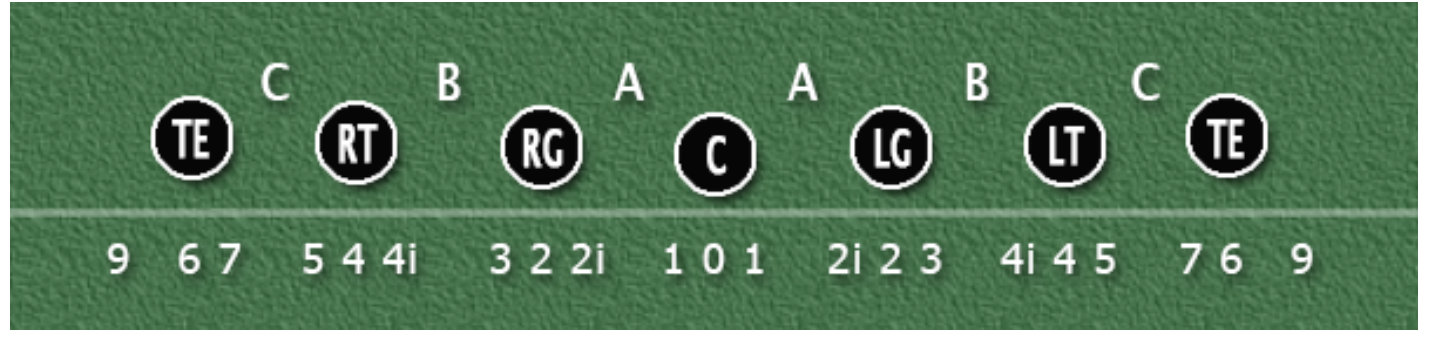 C B A A B C
TE RT RG C LG LT TE
9 6 7 5 4 4i 3 2 2i 1 0 1 2i 2 3 4i 4 5 7 6 9